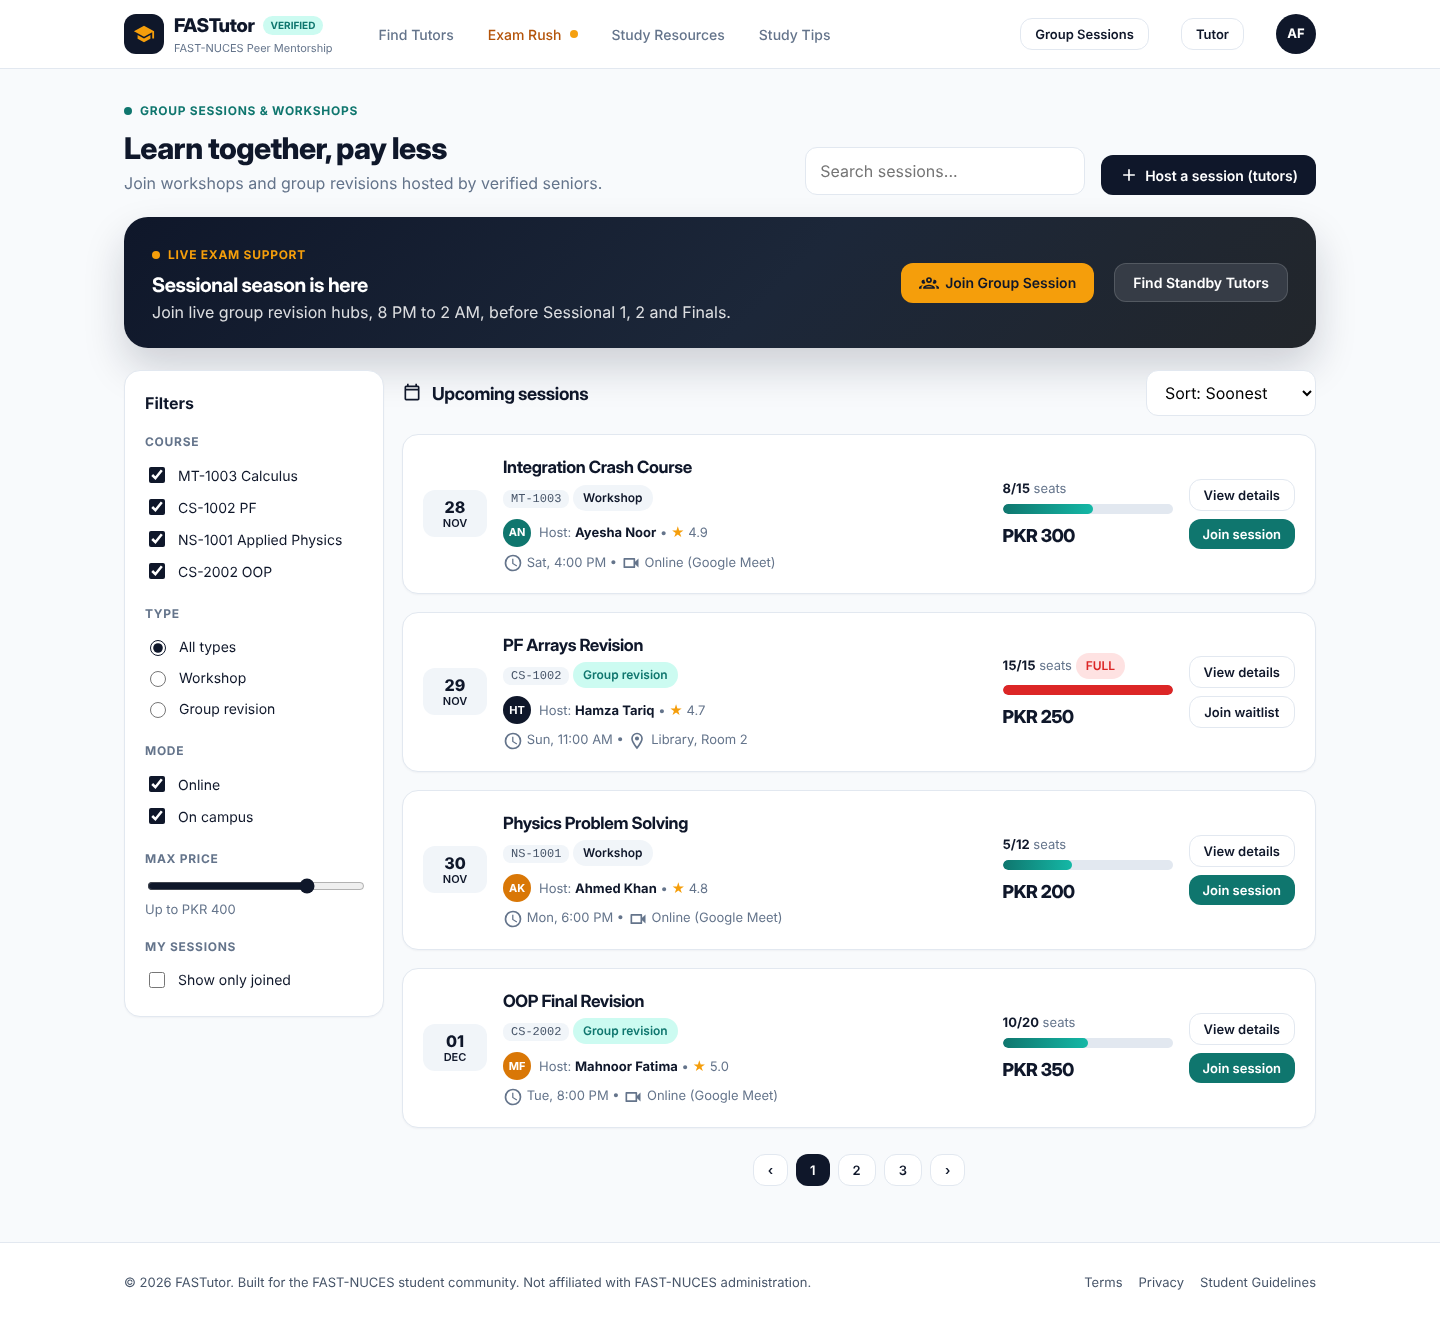 FASTutor VERIFIED
FAST-NUCES Peer Mentorship
Find Tutors
Exam Rush
Study Resources
Study Tips
Group Sessions
Tutor
AF
GROUP SESSIONS & WORKSHOPS
Learn together, pay less
Join workshops and group revisions hosted by verified seniors.
Search sessions...
Host a session (tutors)
LIVE EXAM SUPPORT
Sessional season is here
Join live group revision hubs, 8 PM to 2 AM, before Sessional 1, 2 and Finals.
Join Group Session
Find Standby Tutors
Filters
COURSE
MT-1003 Calculus
CS-1002 PF
NS-1001 Applied Physics
CS-2002 OOP
TYPE
All types
Workshop
Group revision
MODE
Online
On campus
MAX PRICE
Up to PKR 400
MY SESSIONS
Show only joined
Upcoming sessions
Sort: Soonest
28
NOV
Integration Crash Course
MT-1003 Workshop
AN Host: Ayesha Noor • ★ 4.9
Sat, 4:00 PM • Online (Google Meet)
8/15 seats
PKR 300
View details
Join session
29
NOV
PF Arrays Revision
CS-1002 Group revision
HT Host: Hamza Tariq • ★ 4.7
Sun, 11:00 AM • Library, Room 2
15/15 seats FULL
PKR 250
View details
Join waitlist
30
NOV
Physics Problem Solving
NS-1001 Workshop
AK Host: Ahmed Khan • ★ 4.8
Mon, 6:00 PM • Online (Google Meet)
5/12 seats
PKR 200
View details
Join session
01
DEC
OOP Final Revision
CS-2002 Group revision
MF Host: Mahnoor Fatima • ★ 5.0
Tue, 8:00 PM • Online (Google Meet)
10/20 seats
PKR 350
View details
Join session
‹ 1 2 3 ›
© 2026 FASTutor. Built for the FAST-NUCES student community. Not affiliated with FAST-NUCES administration.
Terms Privacy Student Guidelines